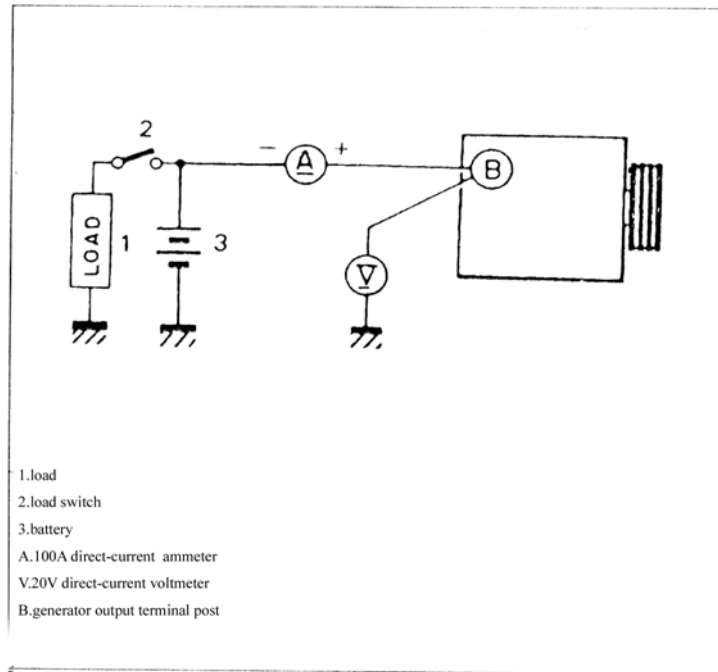 2
− A +
B
LOAD 1
3
V
1.load
2.load switch
3.battery
A.100A direct-current ammeter
V.20V direct-current voltmeter
B.generator output terminal post